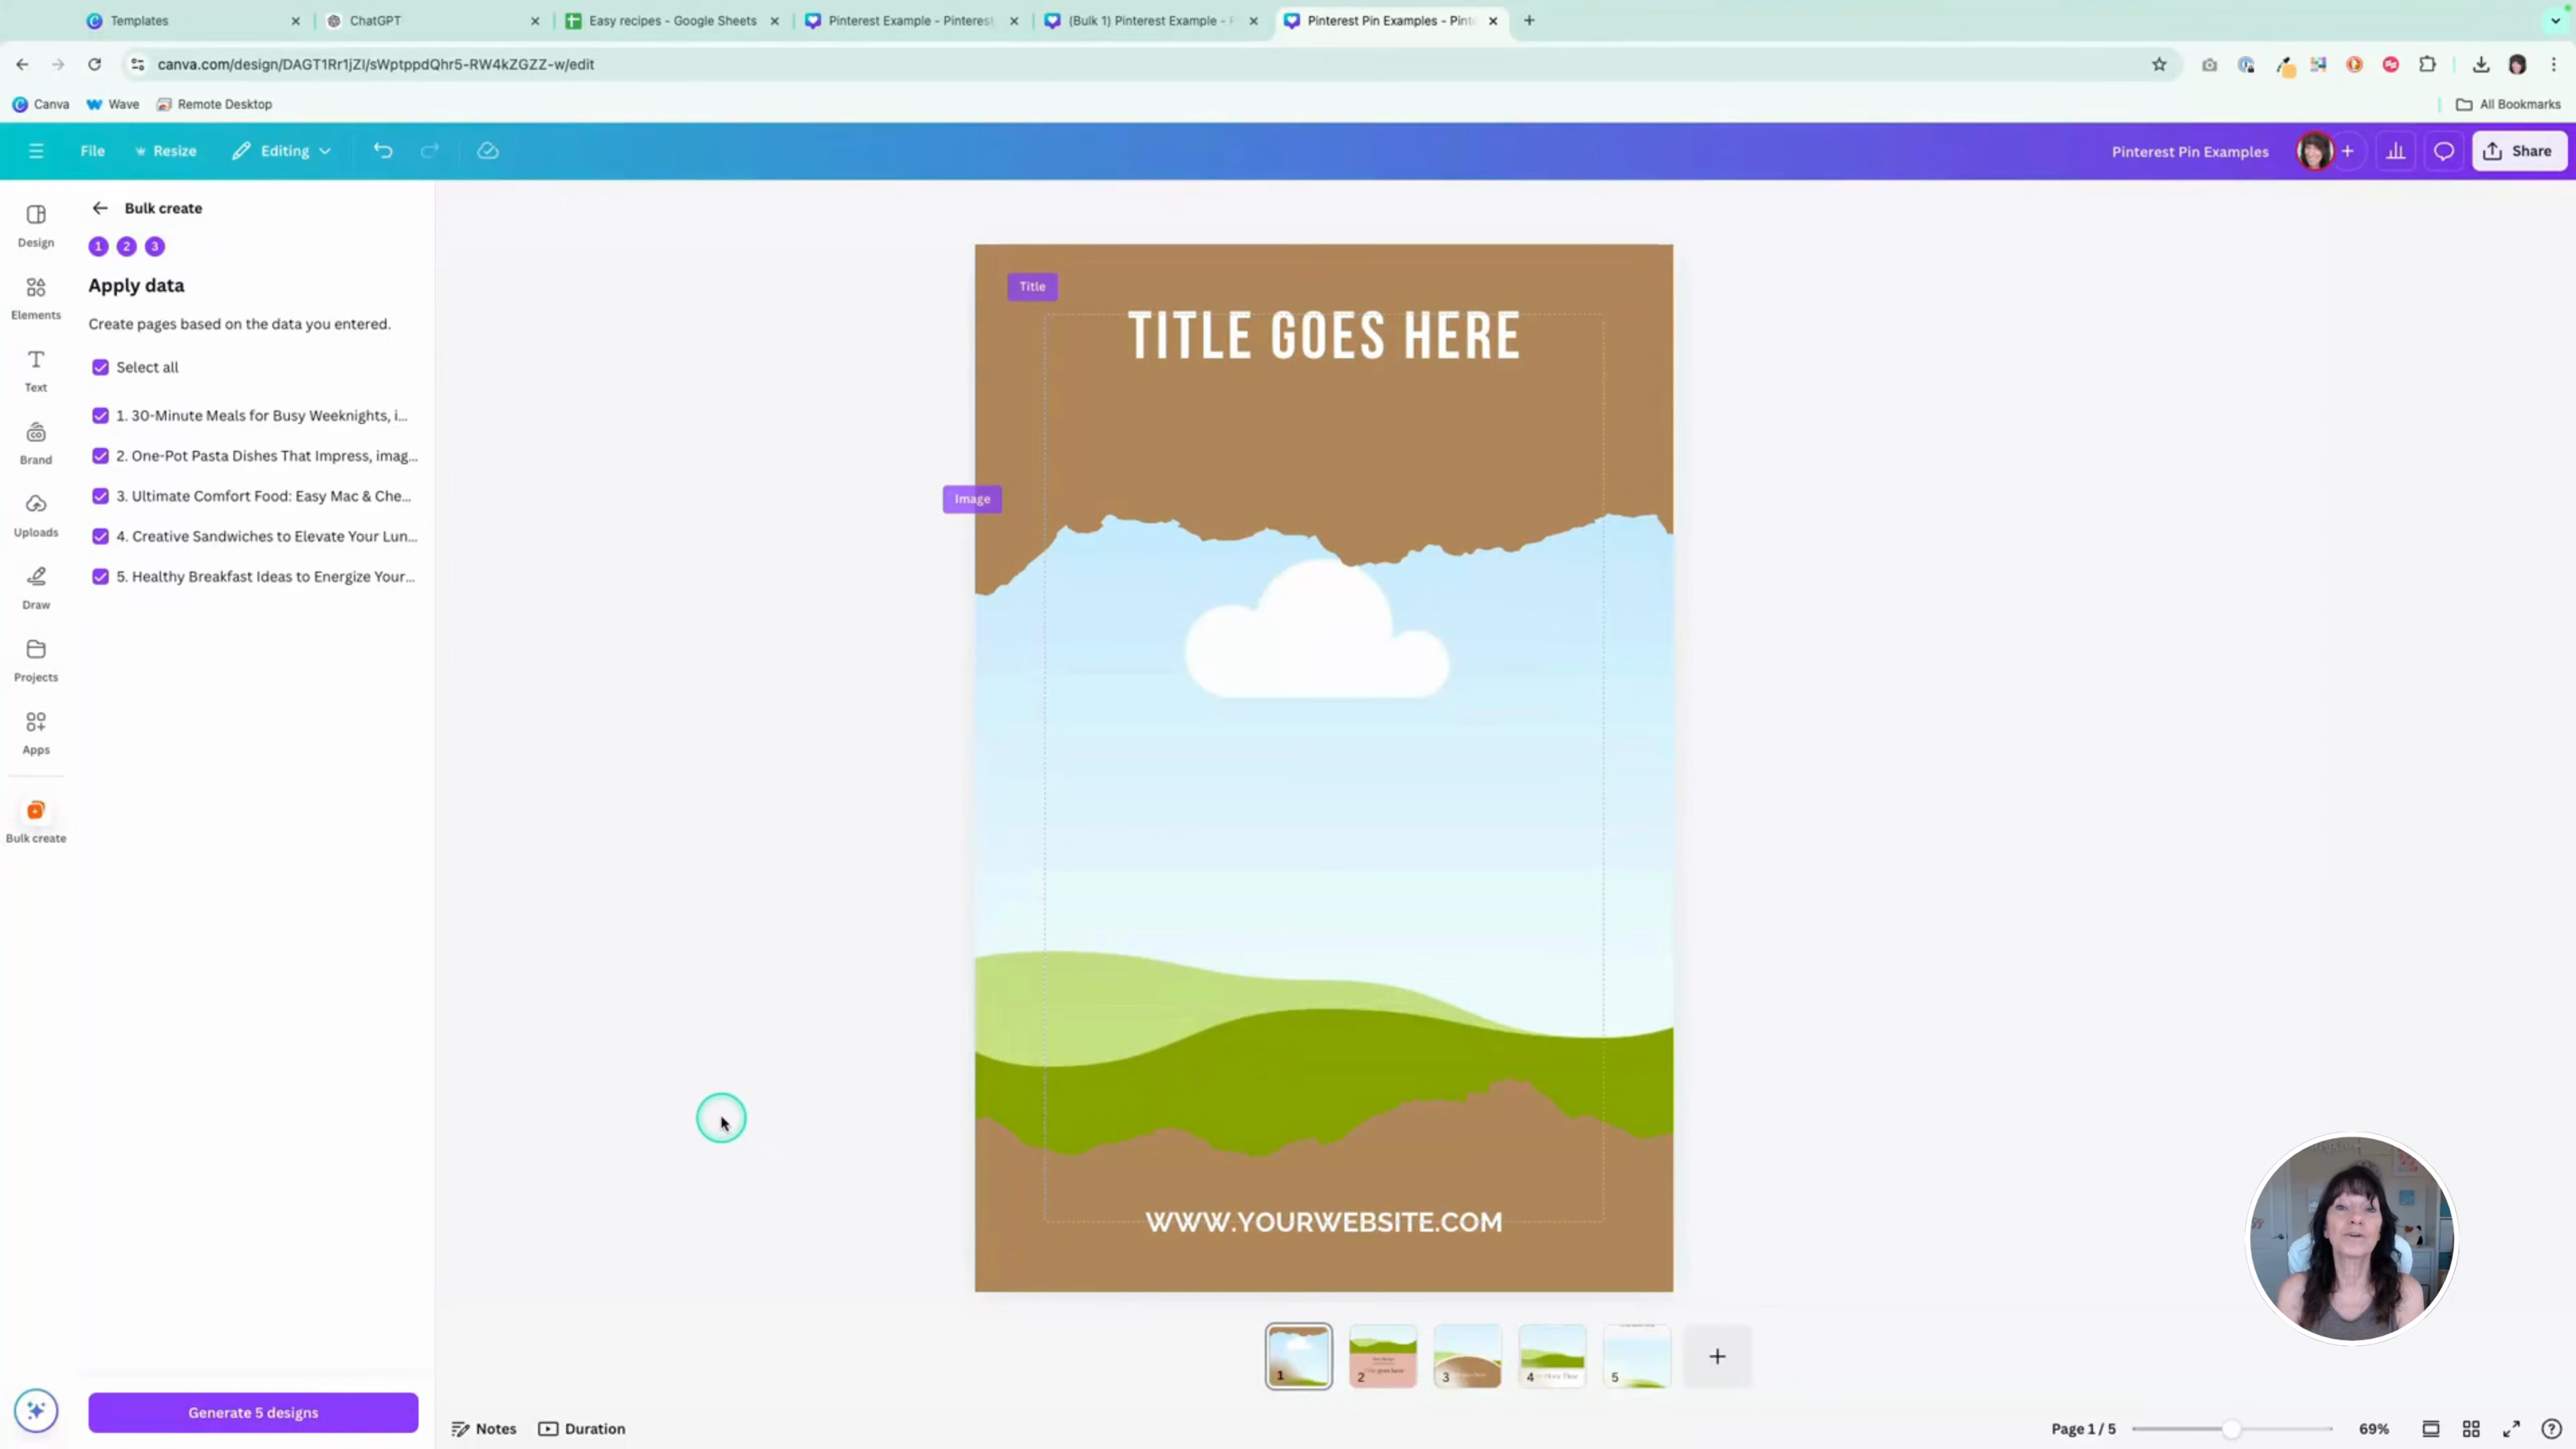 Templates
ChatGPT
Easy recipes - Google Sheets
Pinterest Example - Pinterest
(Bulk 1) Pinterest Example -
Pinterest Pin Examples -
canva.com/design/DAGT1Rr1jZI/sWptppdQhr5-RW4kZGZZ-w/edit
Canva
Wave
Remote Desktop
All Bookmarks
File
Resize
Editing
Pinterest Pin Examples
Share
Design
Elements
Text
Brand
Uploads
Draw
Projects
Apps
Bulk create
Bulk create
1 2 3
Apply data
Create pages based on the data you entered.
Select all
1. 30-Minute Meals for Busy Weeknights, i...
2. One-Pot Pasta Dishes That Impress, imag...
3. Ultimate Comfort Food: Easy Mac & Che...
4. Creative Sandwiches to Elevate Your Lun...
5. Healthy Breakfast Ideas to Energize Your...
Generate 5 designs
Title
TITLE GOES HERE
Image
WWW.YOURWEBSITE.COM
1
2
3
4
5
Notes
Duration
Page 1 / 5
69%